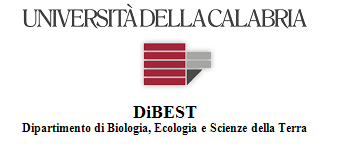 UNIVERSITÀ DELLA CALABRIA
DiBEST
Dipartimento di Biologia, Ecologia e Scienze della Terra